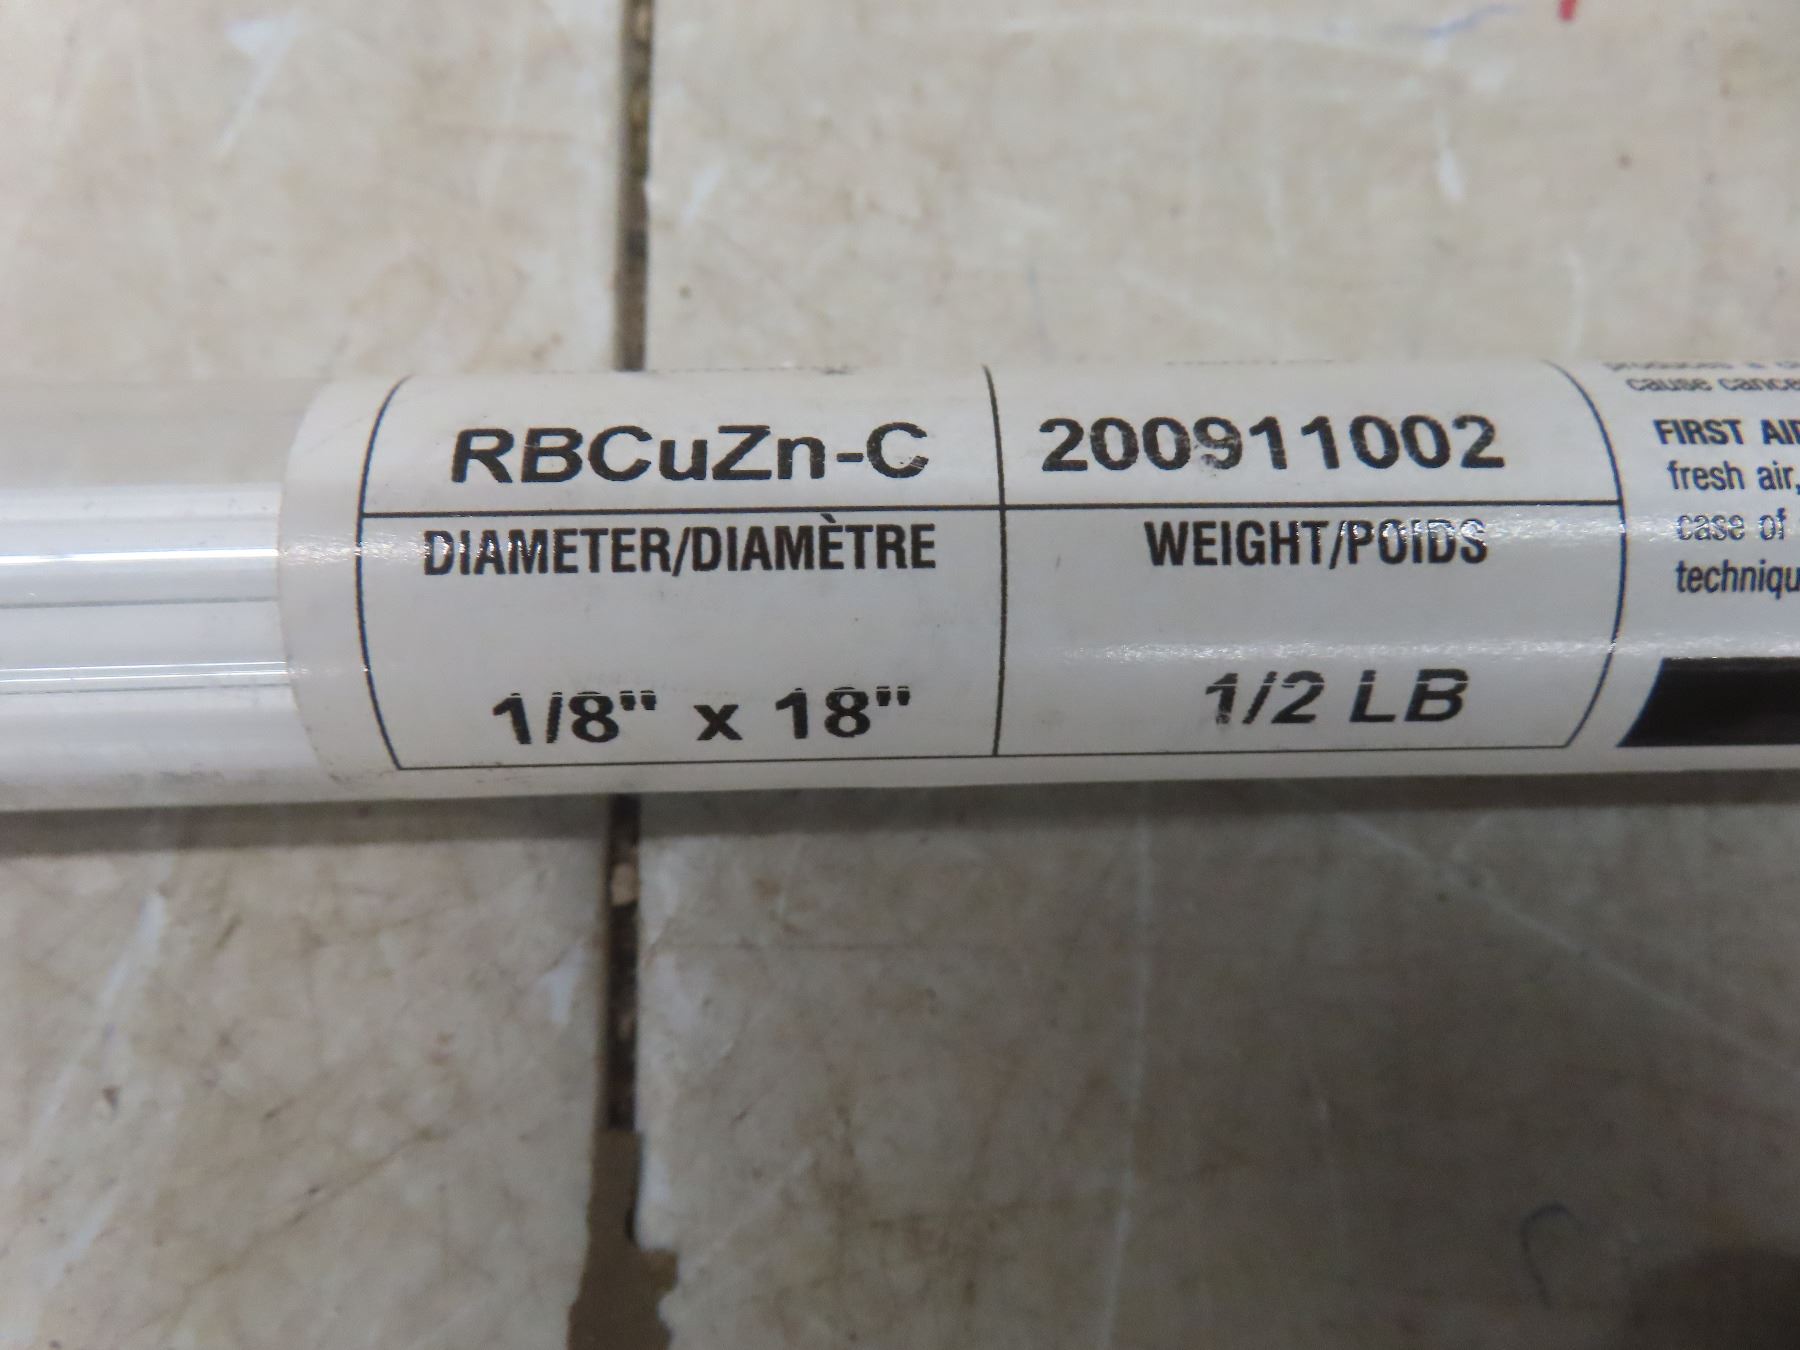 RBCuZn-C
200911002
DIAMETER/DIAMÈTRE
WEIGHT/POIDS
1/8" x 18"
1/2 LB
produces a
cause cance
FIRST AID
fresh air,
case of
techniqu